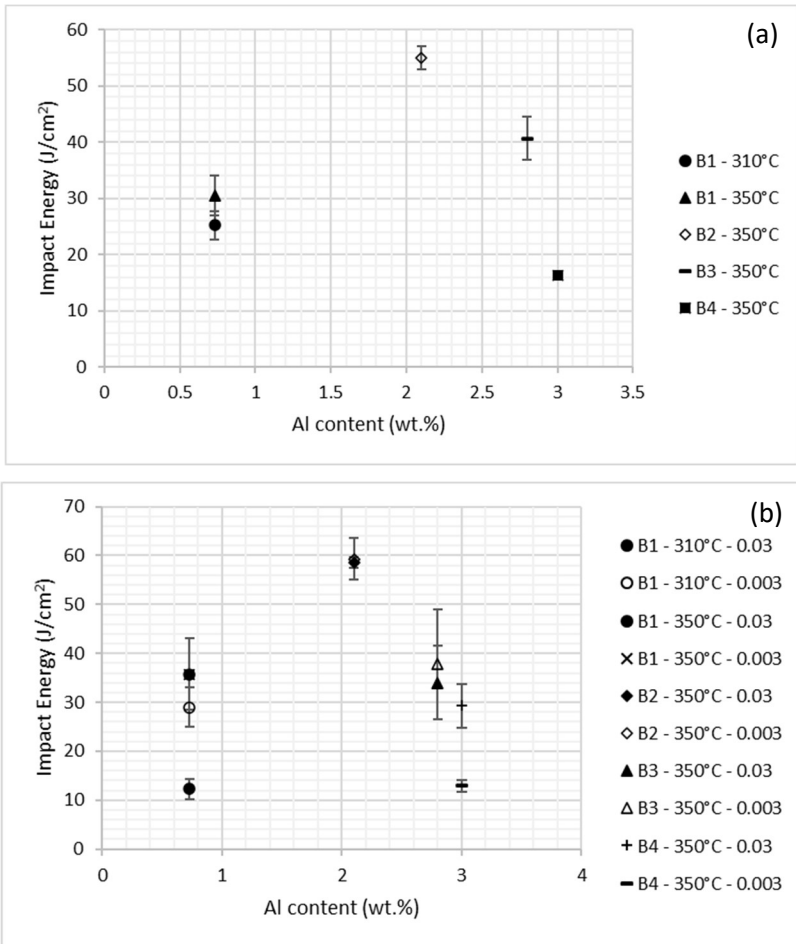 (a)
60
50
40
30
20
10
0
Impact Energy (J/cm²)
0 0.5 1 1.5 2 2.5 3 3.5
Al content (wt.%)
B1 - 310°C
B1 - 350°C
B2 - 350°C
B3 - 350°C
B4 - 350°C
(b)
70
60
50
40
30
20
10
0
Impact Energy (J/cm²)
0 1 2 3 4
Al content (wt.%)
B1 - 310°C - 0.03
B1 - 310°C - 0.003
B1 - 350°C - 0.03
B1 - 350°C - 0.003
B2 - 350°C - 0.03
B2 - 350°C - 0.003
B3 - 350°C - 0.03
B3 - 350°C - 0.003
B4 - 350°C - 0.03
B4 - 350°C - 0.003